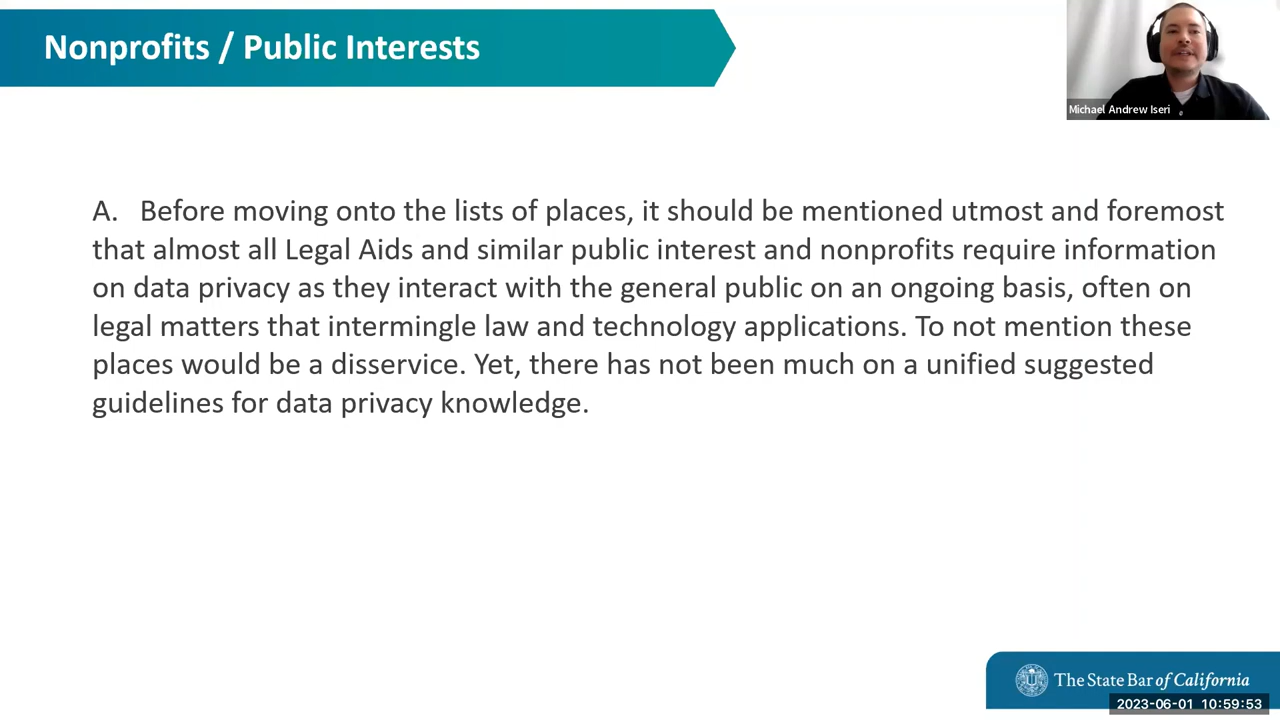 Nonprofits / Public Interests
Michael Andrew Iseri
A. Before moving onto the lists of places, it should be mentioned utmost and foremost
that almost all Legal Aids and similar public interest and nonprofits require information
on data privacy as they interact with the general public on an ongoing basis, often on
legal matters that intermingle law and technology applications. To not mention these
places would be a disservice. Yet, there has not been much on a unified suggested
guidelines for data privacy knowledge.
The State Bar of California
2023-06-01 10:59:53